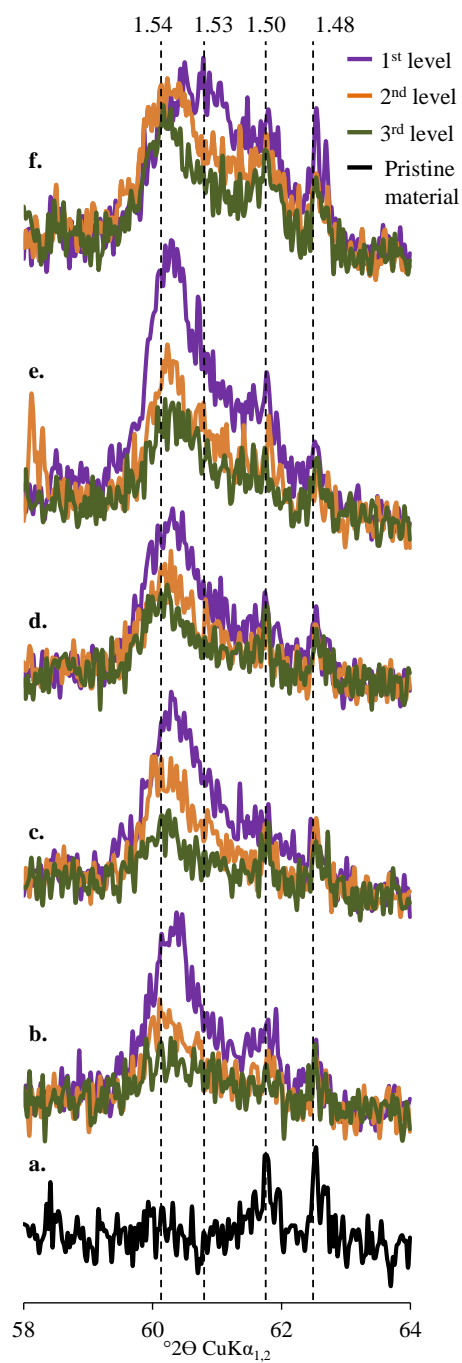 1.54 1.53 1.50 1.48
1st level
2nd level
3rd level
Pristine
material
f.
e.
d.
c.
b.
a.
58 60 62 64
°2Θ CuKα1,2